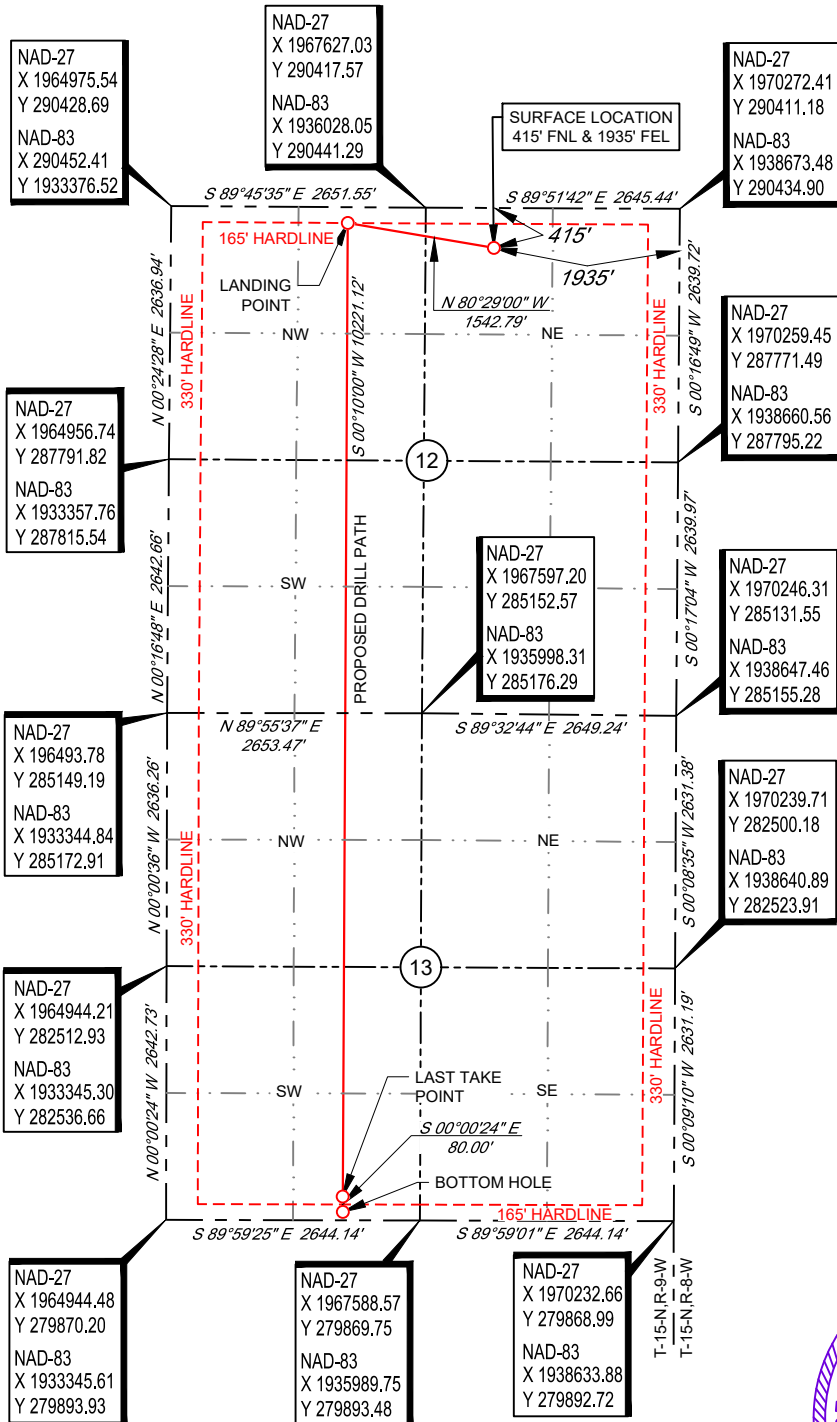 NAD-27
X 1964975.54
Y 290428.69
NAD-83
X 290452.41
Y 1933376.52
NAD-27
X 1967627.03
Y 290417.57
NAD-83
X 1936028.05
Y 290441.29
SURFACE LOCATION
415' FNL & 1935' FEL
NAD-27
X 1970272.41
Y 290411.18
NAD-83
X 1938673.48
Y 290434.90
S 89°45'35" E 2651.55'
S 89°51'42" E 2645.44'
165' HARDLINE
415'
1935'
LANDING
POINT
N 80°29'00" W
1542.79'
NW
NE
N 00°24'28" E 2636.94'
330' HARDLINE
S 00°10'00" W 10221.12'
330' HARDLINE
S 00°16'49" W 2639.72'
NAD-27
X 1970259.45
Y 287771.49
NAD-83
X 1938660.56
Y 287795.22
NAD-27
X 1964956.74
Y 287791.82
NAD-83
X 1933357.76
Y 287815.54
12
N 00°16'48" E 2642.66'
SW
PROPOSED DRILL PATH
NAD-27
X 1967597.20
Y 285152.57
NAD-83
X 1935998.31
Y 285176.29
S 00°17'04" W 2639.97'
NAD-27
X 1970246.31
Y 285131.55
NAD-83
X 1938647.46
Y 285155.28
N 89°55'37" E
2653.47'
S 89°32'44" E 2649.24'
NAD-27
X 196493.78
Y 285149.19
NAD-83
X 1933344.84
Y 285172.91
N 00°00'36" W 2636.26'
330' HARDLINE
NW
NE
S 00°08'35" W 2631.38'
NAD-27
X 1970239.71
Y 282500.18
NAD-83
X 1938640.89
Y 282523.91
13
NAD-27
X 1964944.21
Y 282512.93
NAD-83
X 1933345.30
Y 282536.66
N 00°00'24" W 2642.73'
SW
LAST TAKE
POINT
SE
330' HARDLINE
S 00°09'10" W 2631.19'
S 00°00'24" E
80.00'
BOTTOM HOLE
165' HARDLINE
S 89°59'25" E 2644.14'
S 89°59'01" E 2644.14'
NAD-27
X 1964944.48
Y 279870.20
NAD-83
X 1933345.61
Y 279893.93
NAD-27
X 1967588.57
Y 279869.75
NAD-83
X 1935989.75
Y 279893.48
NAD-27
X 1970232.66
Y 279868.99
NAD-83
X 1938633.88
Y 279892.72
T-15-N,R-9-W
T-15-N,R-8-W